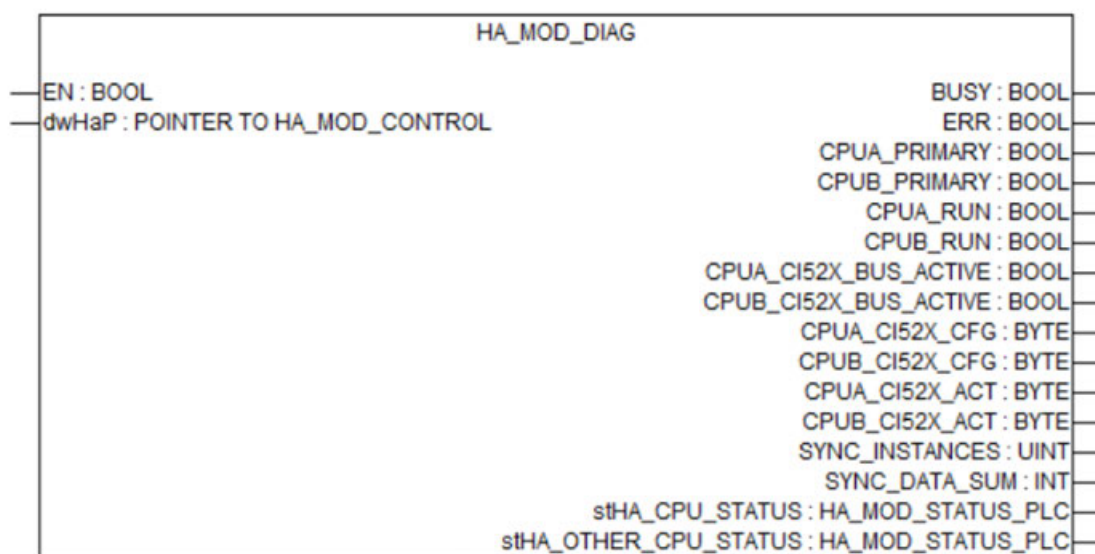 HA_MOD_DIAG
EN : BOOL BUSY : BOOL
dwHaP : POINTER TO HA_MOD_CONTROL ERR : BOOL
CPUA_PRIMARY : BOOL
CPUB_PRIMARY : BOOL
CPUA_RUN : BOOL
CPUB_RUN : BOOL
CPUA_CI52X_BUS_ACTIVE : BOOL
CPUB_CI52X_BUS_ACTIVE : BOOL
CPUA_CI52X_CFG : BYTE
CPUB_CI52X_CFG : BYTE
CPUA_CI52X_ACT : BYTE
CPUB_CI52X_ACT : BYTE
SYNC_INSTANCES : UINT
SYNC_DATA_SUM : INT
stHA_CPU_STATUS : HA_MOD_STATUS_PLC
stHA_OTHER_CPU_STATUS : HA_MOD_STATUS_PLC